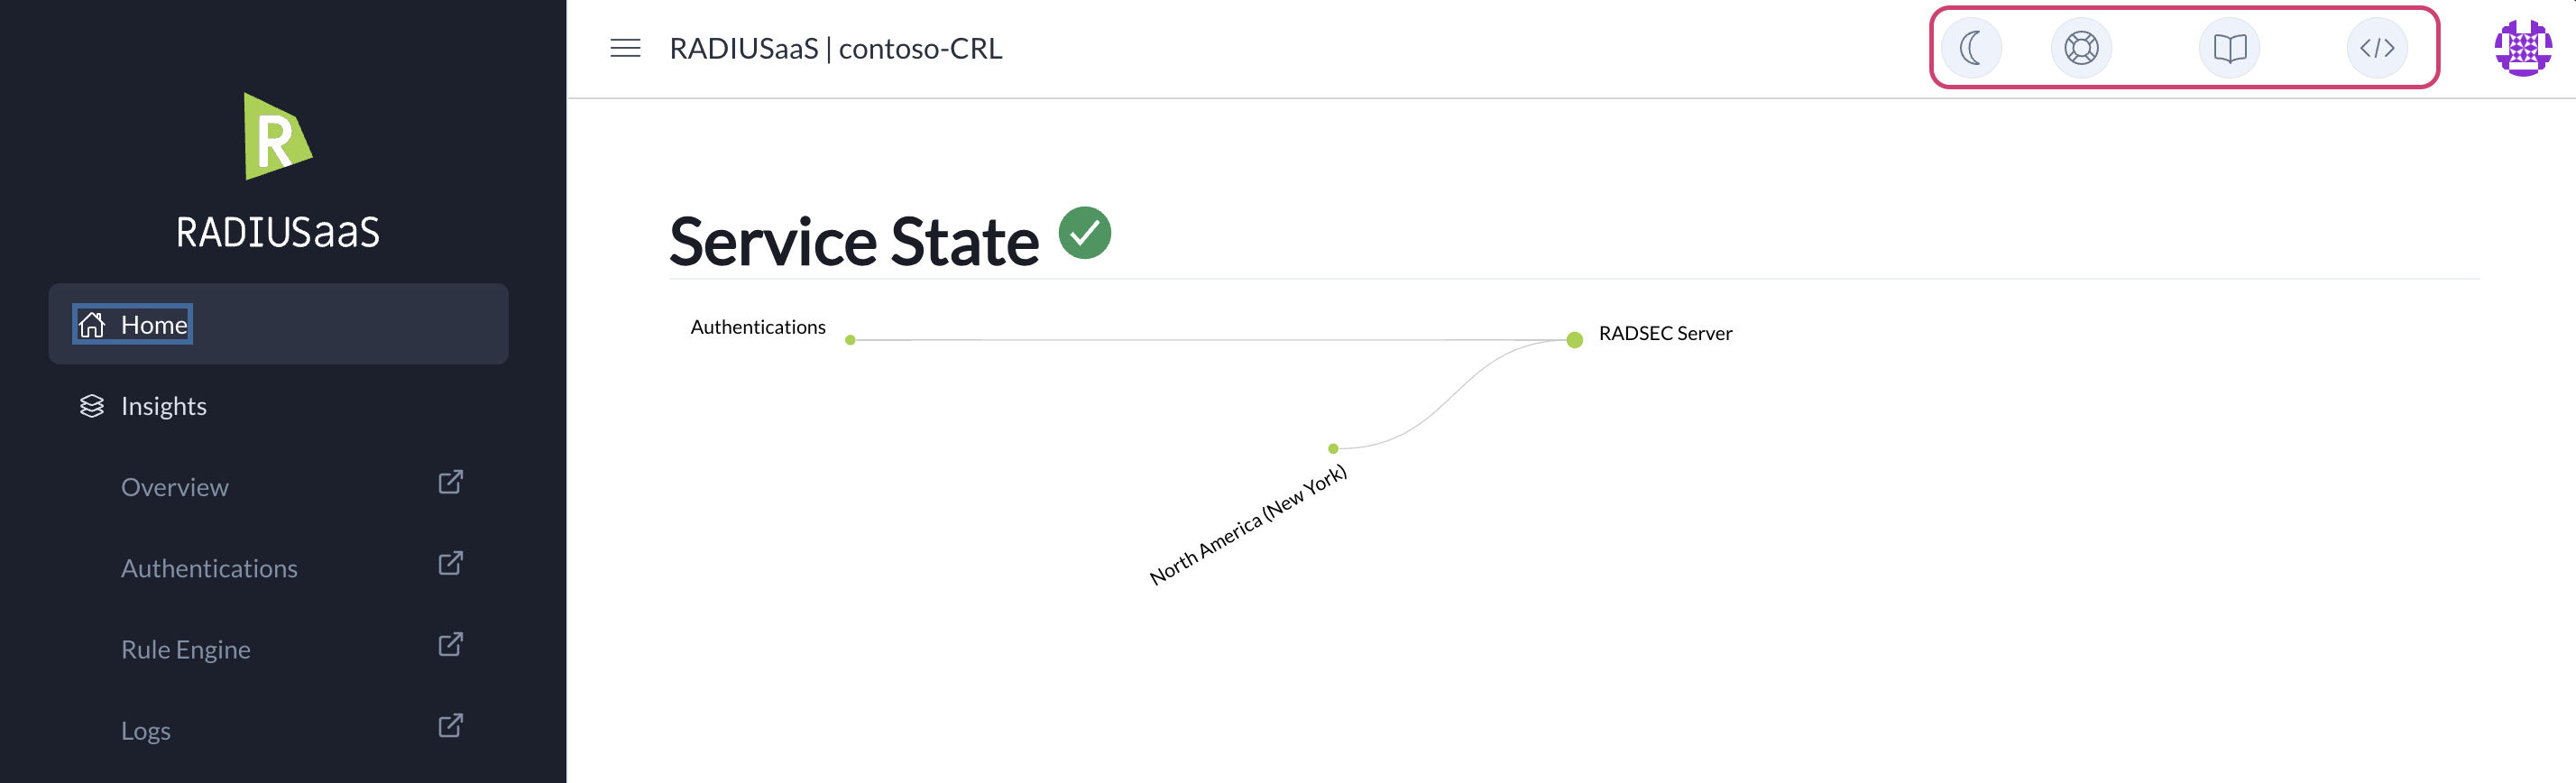 RADIUSaaS | contoso-CRL
R
RADIUSaaS
Home
Insights
Overview
Authentications
Rule Engine
Logs
Service State
Authentications
RADSEC Server
North America (New York)